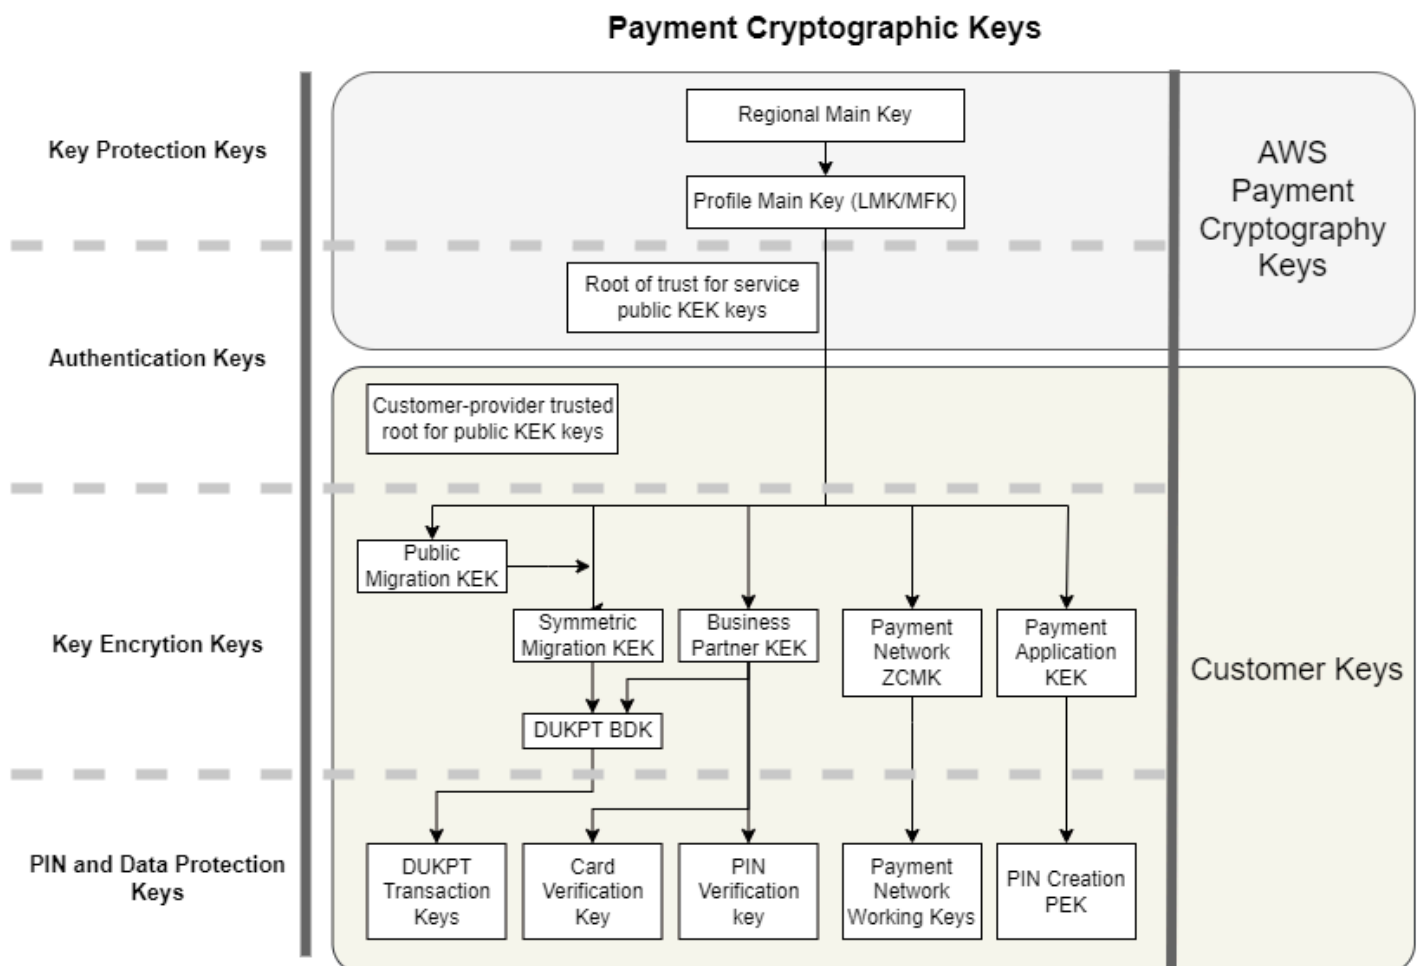 Payment Cryptographic Keys
Key Protection Keys
Regional Main Key
Profile Main Key (LMK/MFK)
AWS
Payment
Cryptography
Keys
Authentication Keys
Root of trust for service
public KEK keys
Customer-provider trusted
root for public KEK keys
Key Encrytion Keys
Public
Migration KEK
Symmetric
Migration KEK
Business
Partner KEK
Payment
Network
ZCMK
Payment
Application
KEK
DUKPT BDK
Customer Keys
PIN and Data Protection
Keys
DUKPT
Transaction
Keys
Card
Verification
Key
PIN
Verification
key
Payment
Network
Working Keys
PIN Creation
PEK